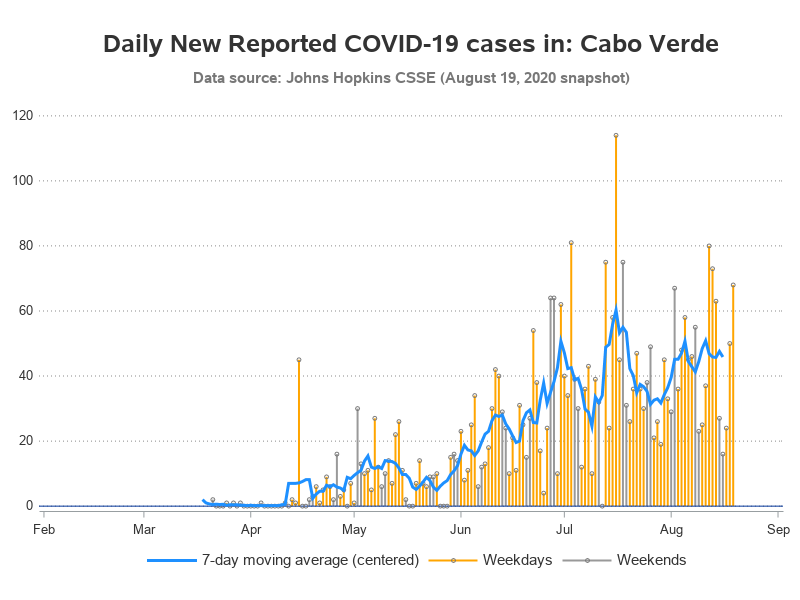 Daily New Reported COVID-19 cases in: Cabo Verde
Data source: Johns Hopkins CSSE (August 19, 2020 snapshot)
120
100
80
60
40
20
0
Feb Mar Apr May Jun Jul Aug Sep
7-day moving average (centered) Weekdays Weekends